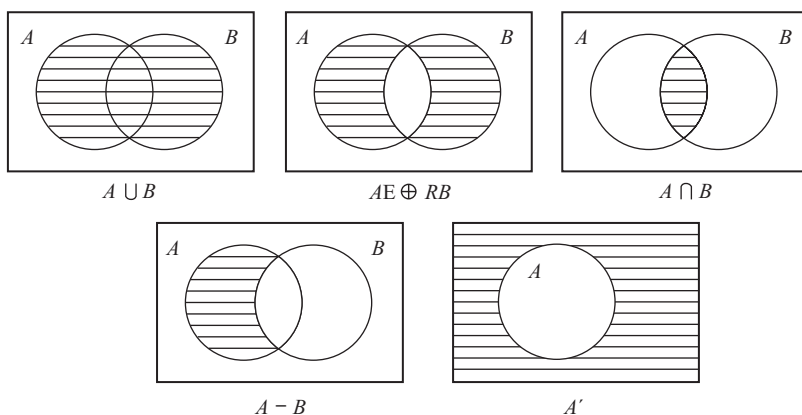 A B A B A B
A ∪ B AE ⊕ RB A ∩ B
A B A
A − B A′